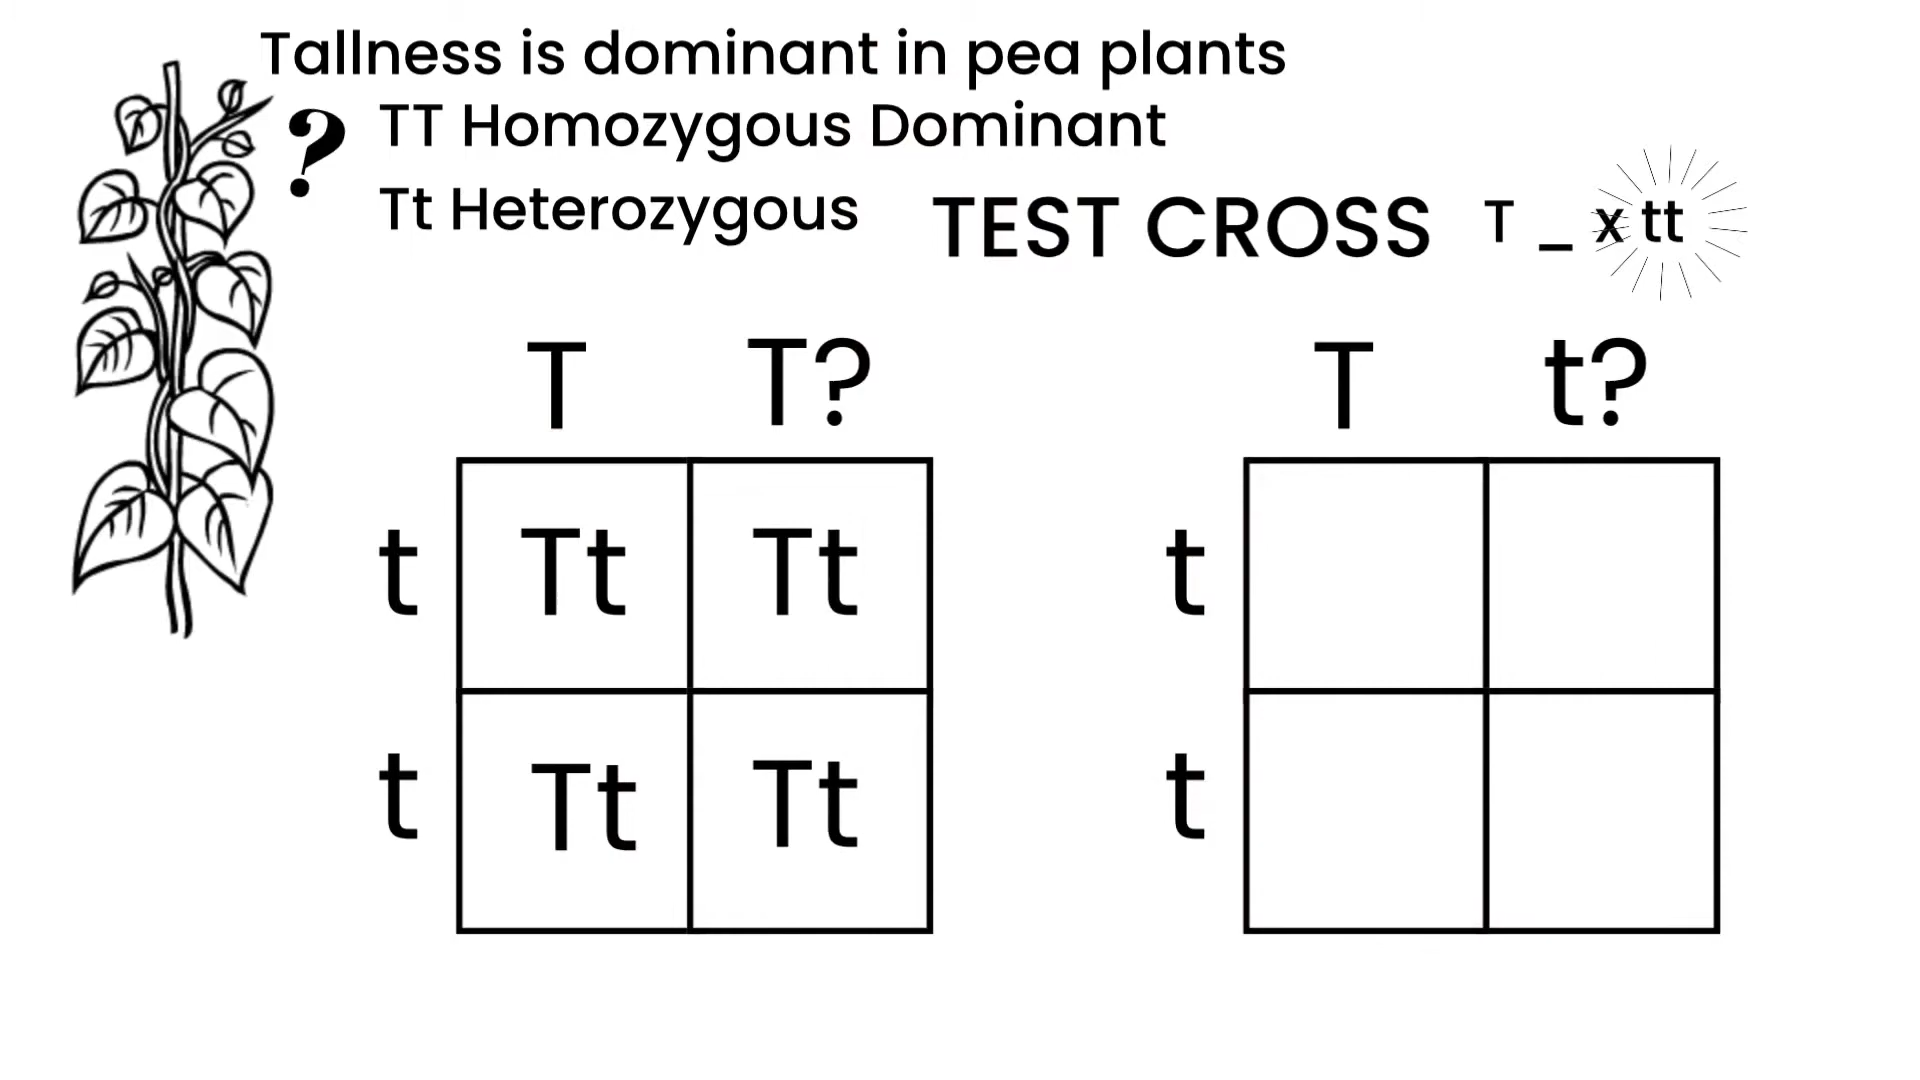 Tallness is dominant in pea plants
? TT Homozygous Dominant
Tt Heterozygous
TEST CROSS T _ x tt
T T? T t?
t Tt Tt t
t Tt Tt t